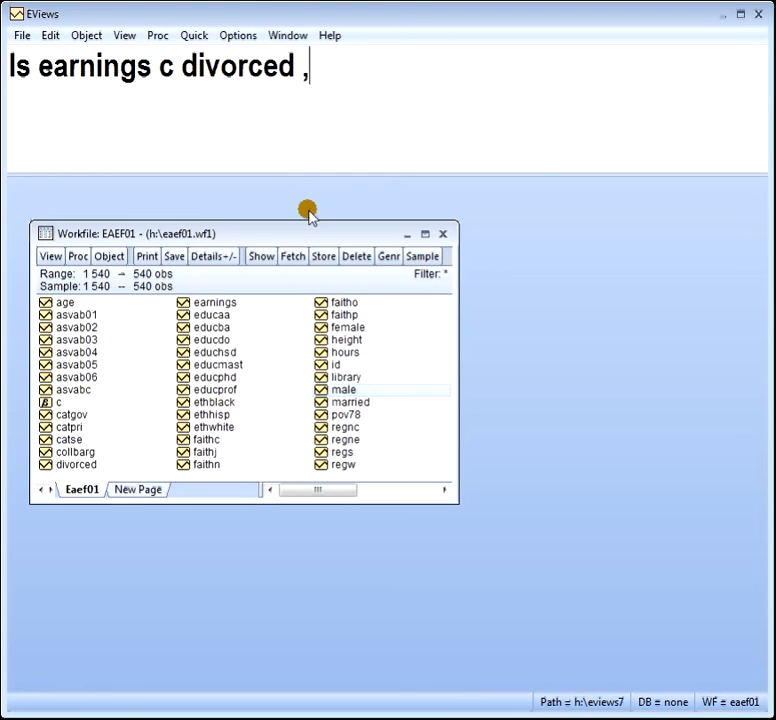 EViews
File Edit Object View Proc Quick Options Window Help
ls earnings c divorced ,
Workfile: EAEF01 - (h:\eaef01.wf1)
View Proc Object Print Save Details+/- Show Fetch Store Delete Genr Sample
Range: 1 540 -- 540 obs Filter: *
Sample: 1 540 -- 540 obs
age earnings faitho
asvab01 educaa faithp
asvab02 educba female
asvab03 educdo height
asvab04 educhsd hours
asvab05 educmast id
asvab06 educphd library
asvabc educprof male
c ethblack married
catgov ethhisp pov78
catpri ethwhite regnc
catse faithc regne
collbarg faithj regs
divorced faithn regw
Eaef01 New Page
Path = h:\eviews7 DB = none WF = eaef01